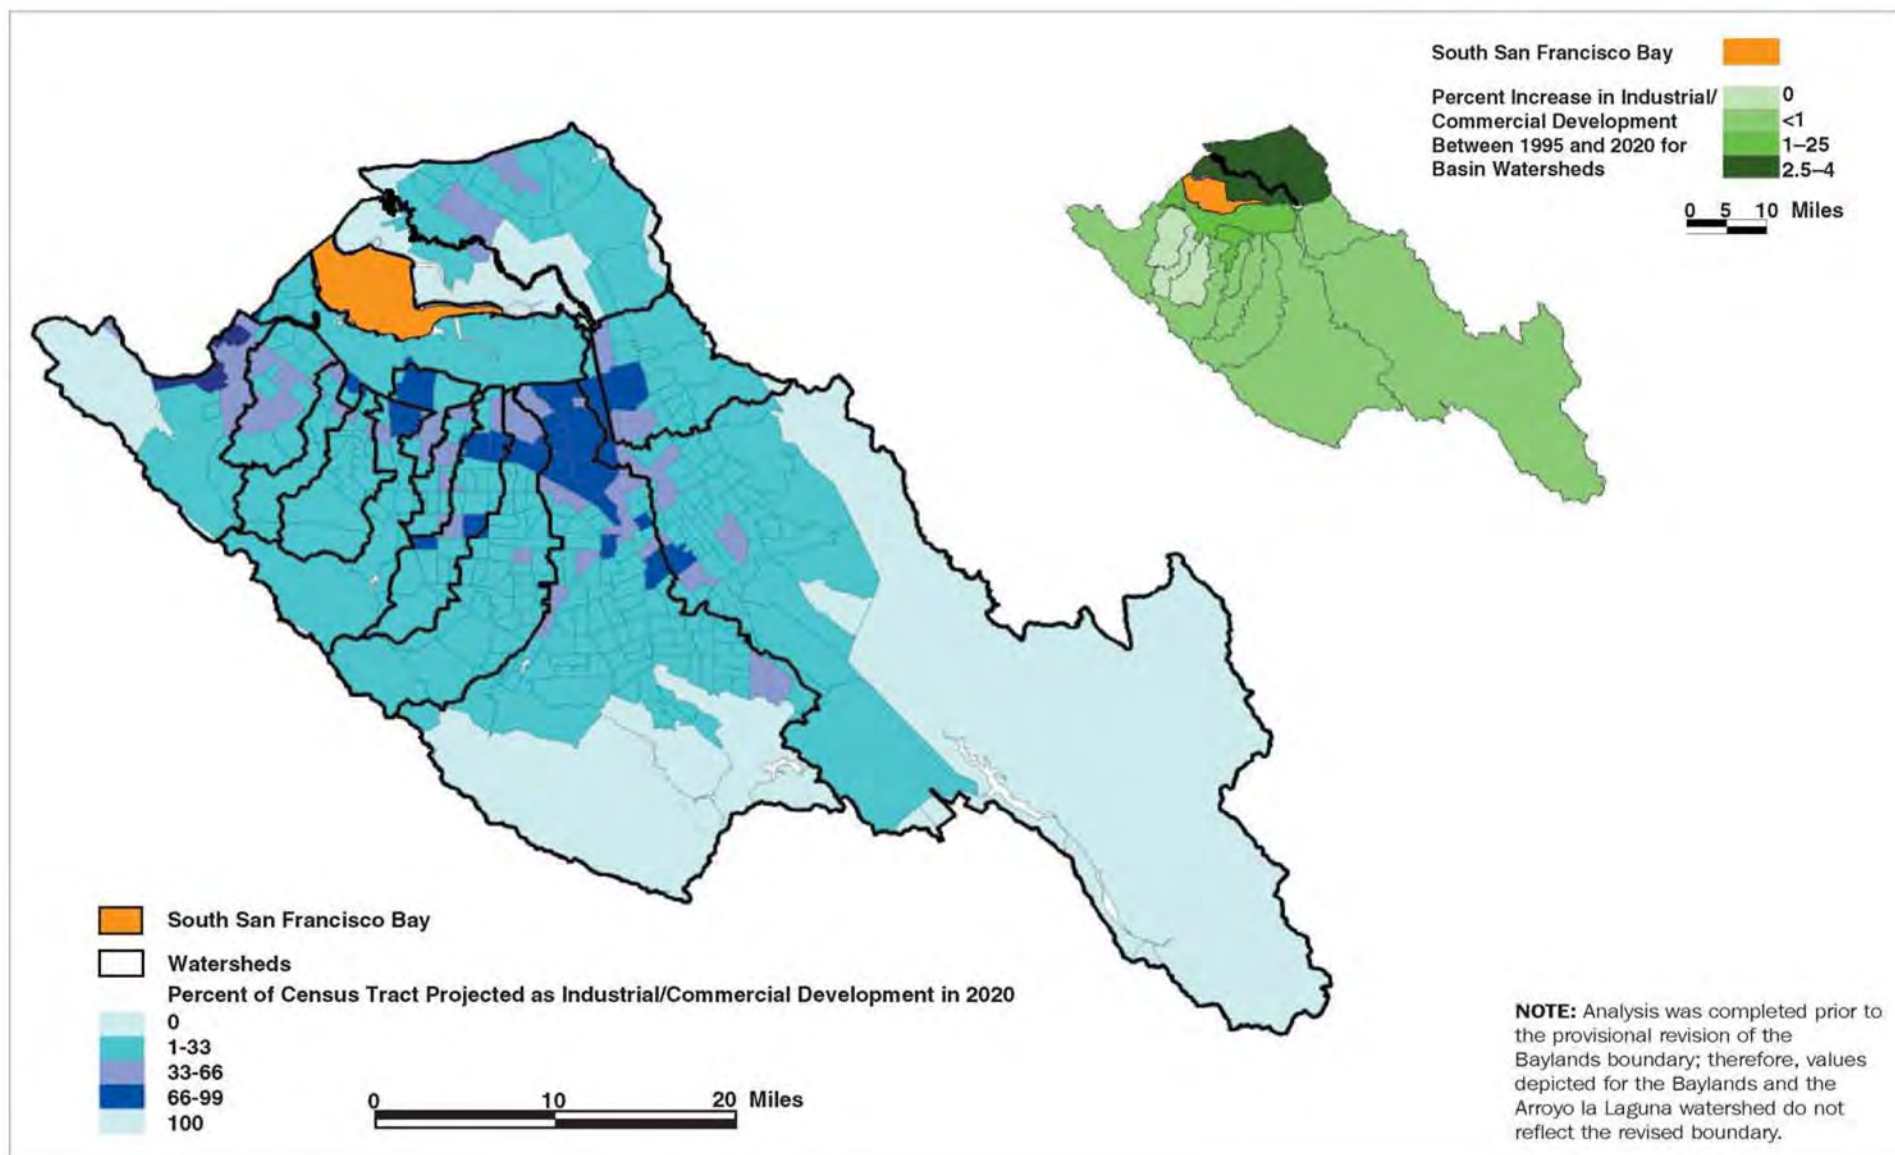 South San Francisco Bay
Percent Increase in Industrial/
Commercial Development
Between 1995 and 2020 for
Basin Watersheds
0
<1
1–25
2.5–4
0 5 10 Miles
South San Francisco Bay
Watersheds
Percent of Census Tract Projected as Industrial/Commercial Development in 2020
0
1-33
33-66
66-99
100
0 10 20 Miles
NOTE: Analysis was completed prior to
the provisional revision of the
Baylands boundary; therefore, values
depicted for the Baylands and the
Arroyo la Laguna watershed do not
reflect the revised boundary.